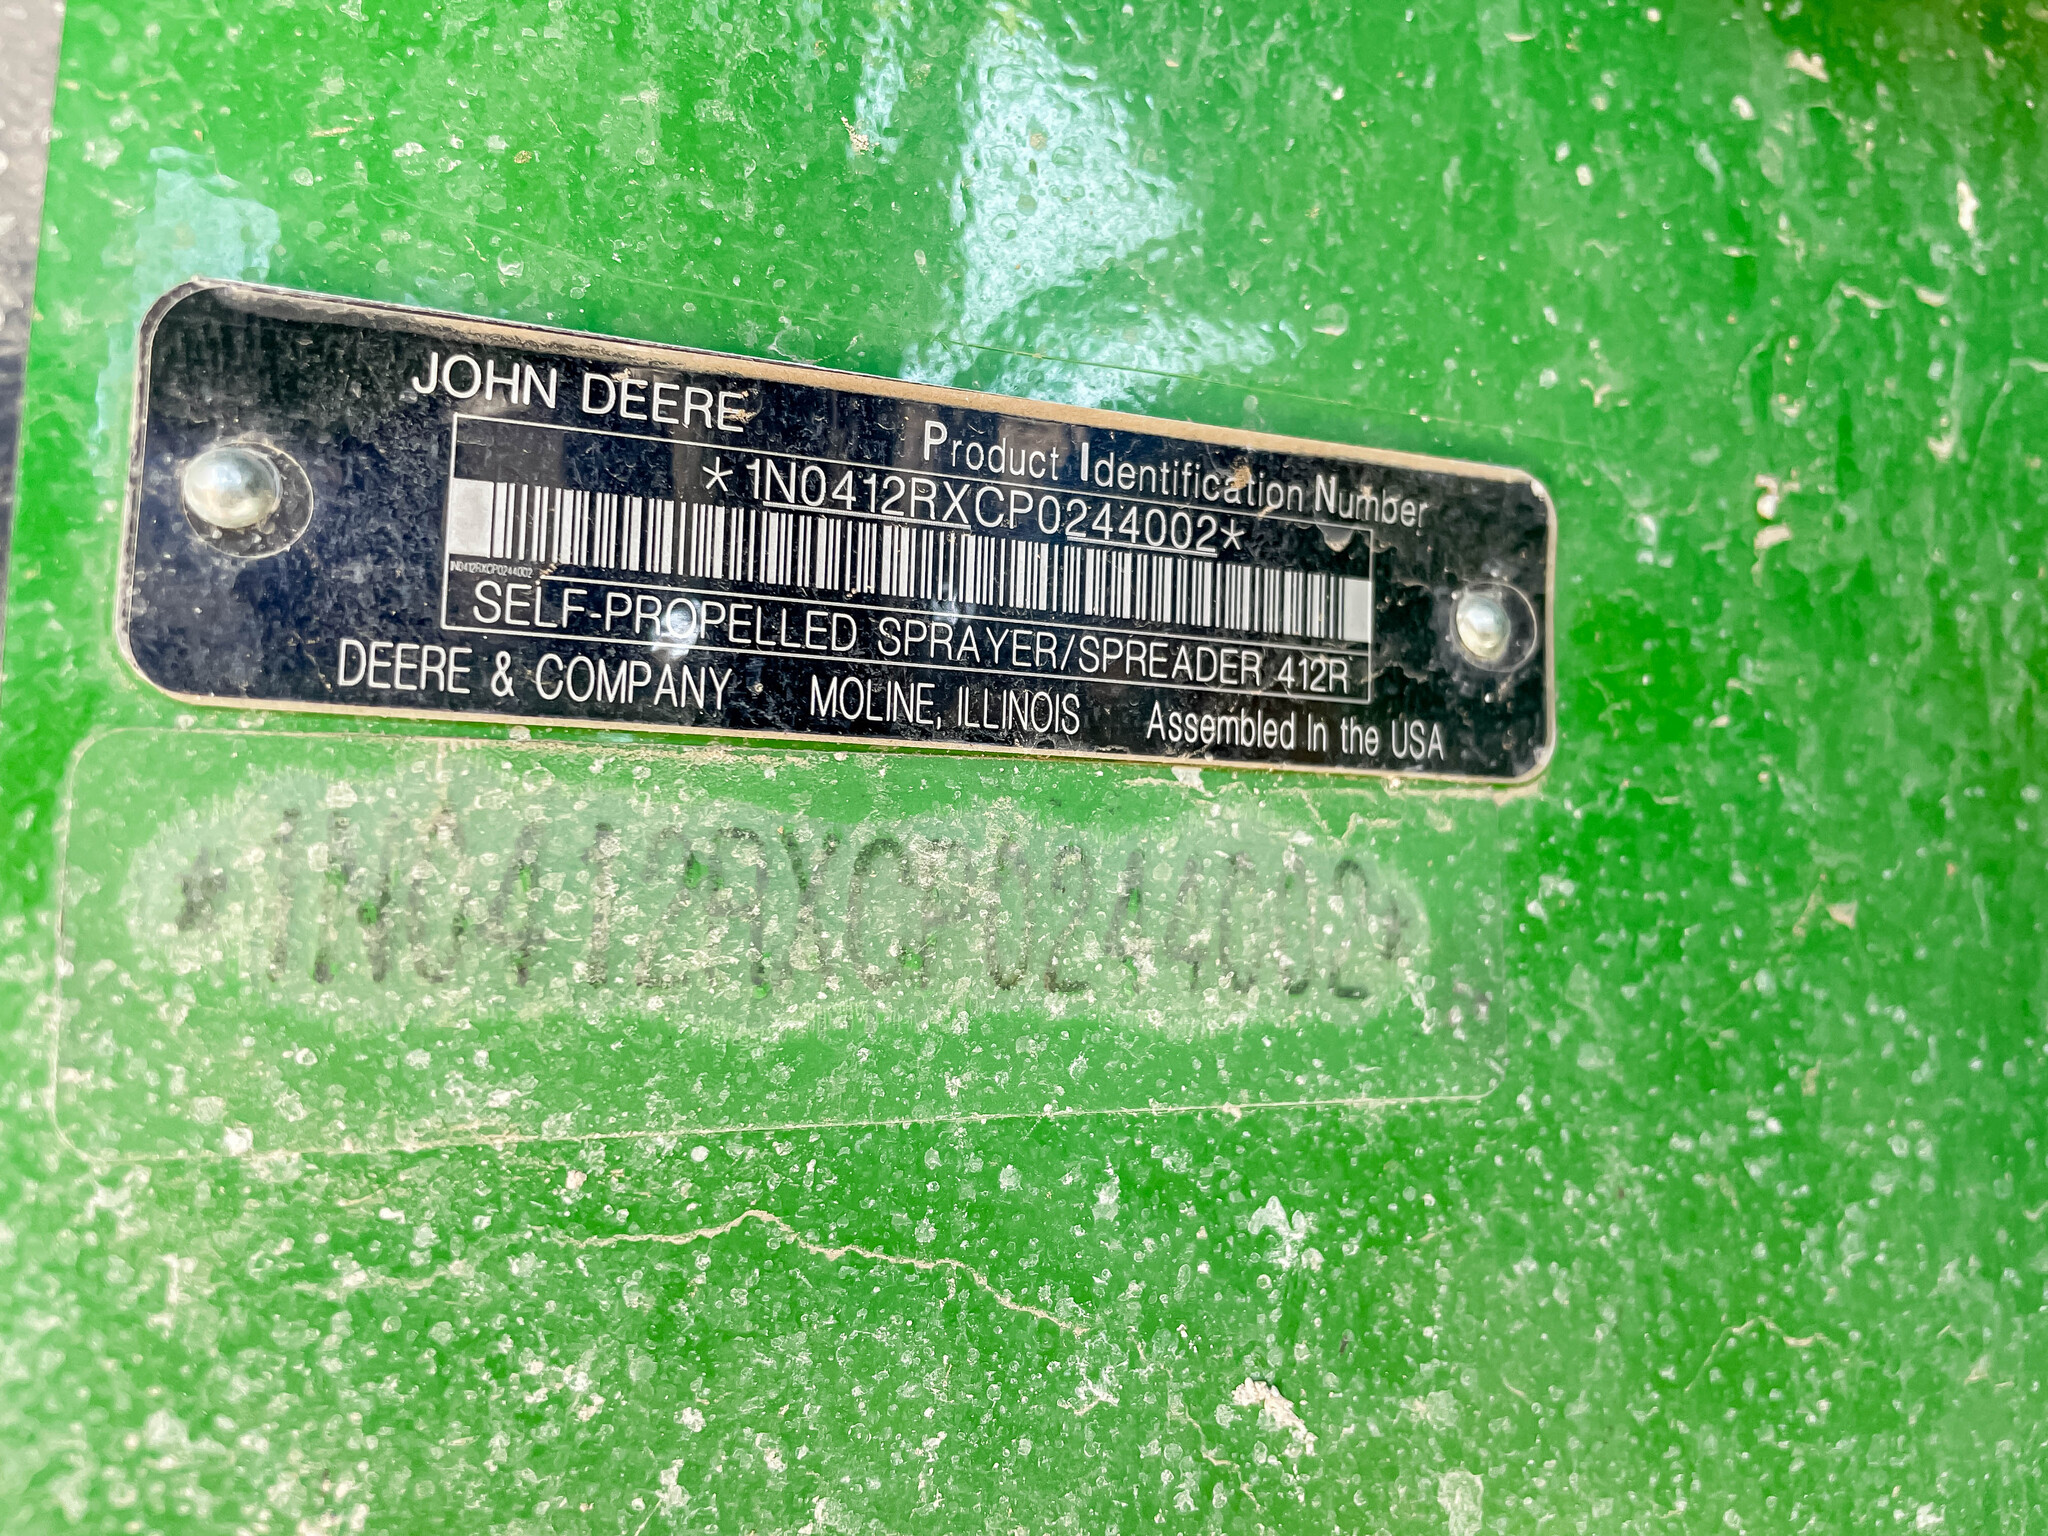 JOHN DEERE
Product Identification Number
*1N0412RXCP0244002*
1N0412RXCP0244002
SELF-PROPELLED SPRAYER/SPREADER 412R
DEERE & COMPANY MOLINE, ILLINOIS Assembled in the USA
*1N0412RXCP0244002*